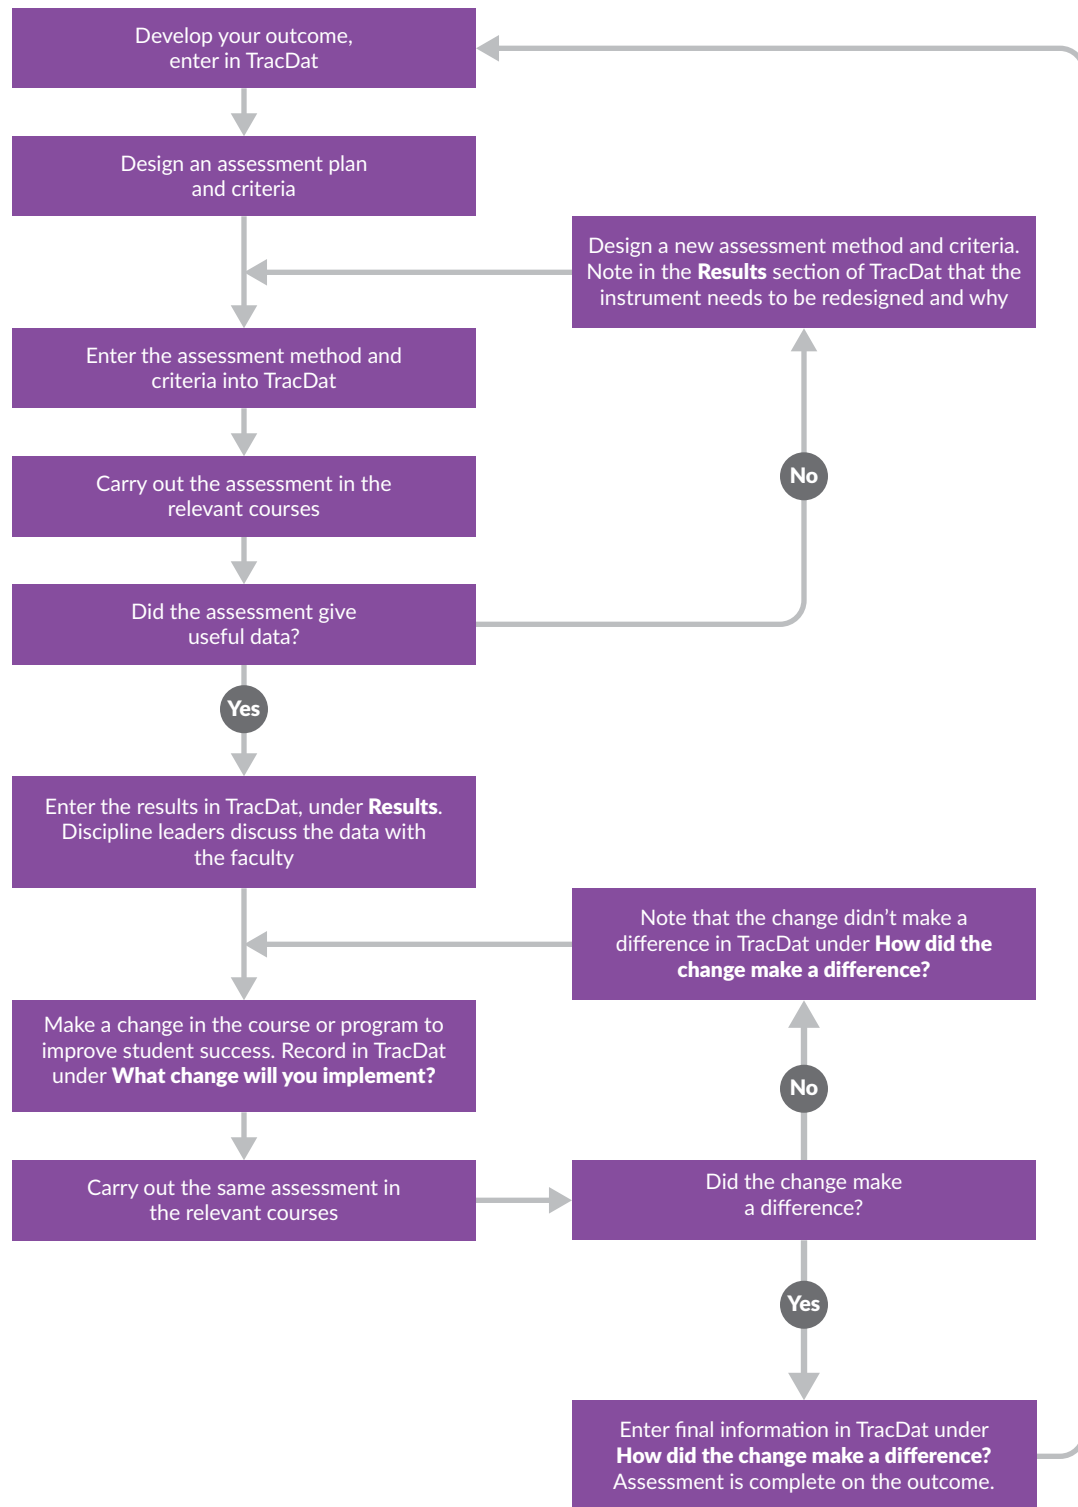 Develop your outcome,
enter in TracDat
Design an assessment plan
and criteria
Design a new assessment method and criteria.
Note in the Results section of TracDat that the
instrument needs to be redesigned and why
Enter the assessment method and
criteria into TracDat
Carry out the assessment in the
relevant courses
No
Did the assessment give
useful data?
Yes
Enter the results in TracDat, under Results.
Discipline leaders discuss the data with
the faculty
Note that the change didn’t make a
difference in TracDat under How did the
change make a difference?
Make a change in the course or program to
improve student success. Record in TracDat
under What change will you implement?
No
Carry out the same assessment in
the relevant courses
Did the change make
a difference?
Yes
Enter final information in TracDat under
How did the change make a difference?
Assessment is complete on the outcome.